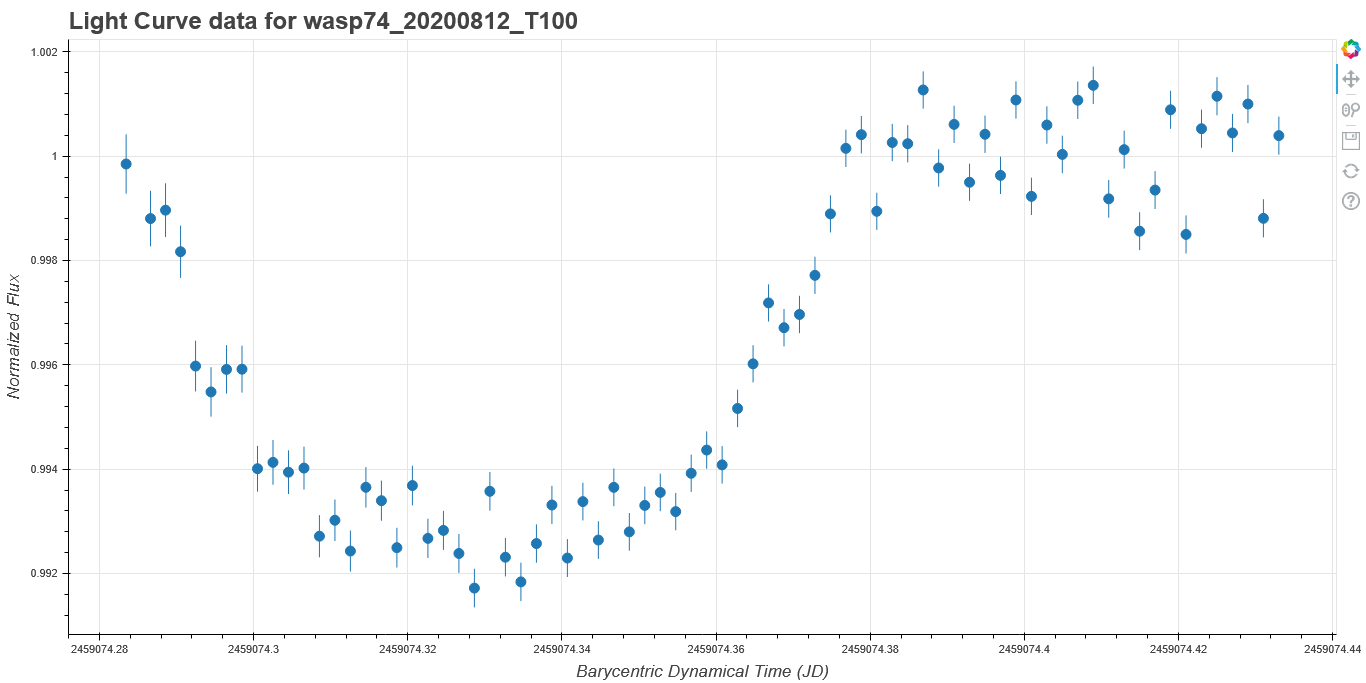 Light Curve data for wasp74_20200812_T100
1.002
1
0.998
0.996
0.994
0.992
Normalized Flux
2459074.28 2459074.3 2459074.32 2459074.34 2459074.36 2459074.38 2459074.4 2459074.42 2459074.44
Barycentric Dynamical Time (JD)